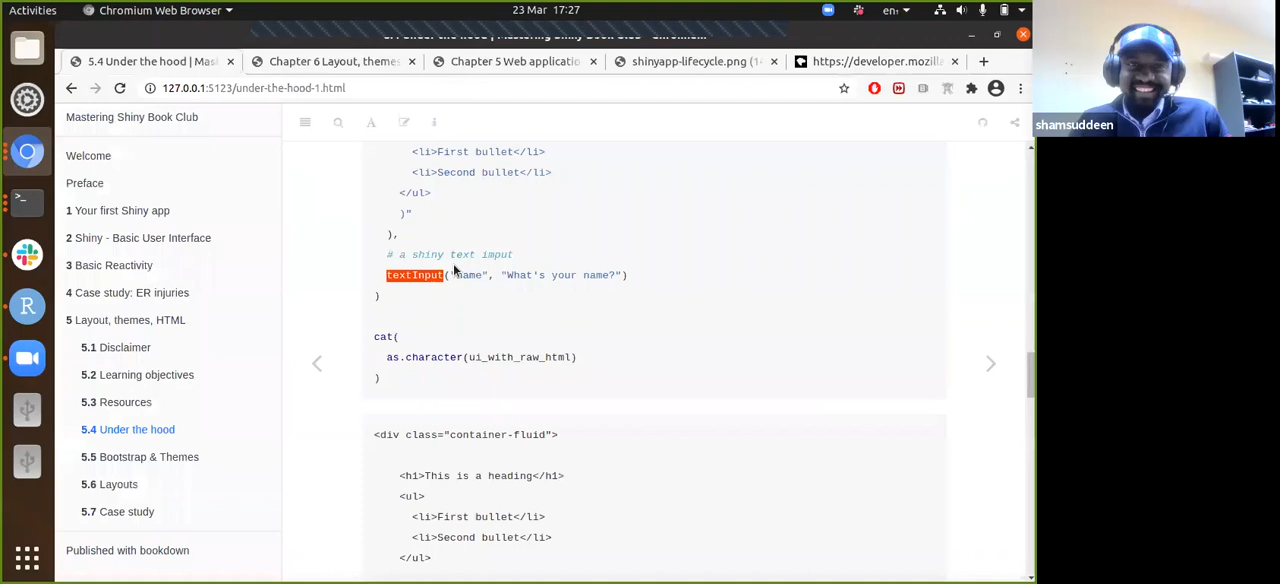 Activities
Chromium Web Browser
23 Mar 17:27
en₁
5.4 Under the hood | Mas
Chapter 6 Layout, themes
Chapter 5 Web applicatio
shinyapp-lifecycle.png (14
https://developer.mozilla
127.0.0.1:5123/under-the-hood-1.html
shamsuddeen
Mastering Shiny Book Club
Welcome
Preface
1 Your first Shiny app
2 Shiny - Basic User Interface
3 Basic Reactivity
4 Case study: ER injuries
5 Layout, themes, HTML
5.1 Disclaimer
5.2 Learning objectives
5.3 Resources
5.4 Under the hood
5.5 Bootstrap & Themes
5.6 Layouts
5.7 Case study
Published with bookdown
<li>First bullet</li>
<li>Second bullet</li>
</ul>
)"
),
# a shiny text imput
textInput("name", "What's your name?")
)
cat(
as.character(ui_with_raw_html)
)
<div class="container-fluid">
<h1>This is a heading</h1>
<ul>
<li>First bullet</li>
<li>Second bullet</li>
</ul>